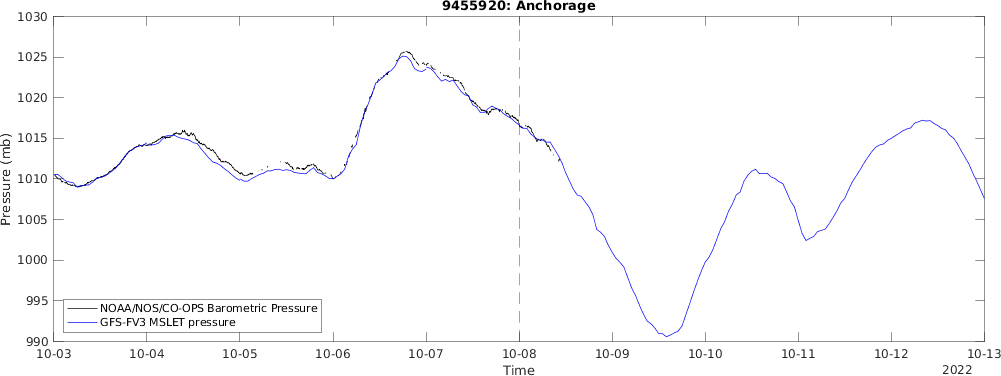 9455920: Anchorage
Pressure (mb)
1030
1025
1020
1015
1010
1005
1000
995
990
NOAA/NOS/CO-OPS Barometric Pressure
GFS-FV3 MSLET pressure
10-03 10-04 10-05 10-06 10-07 10-08 10-09 10-10 10-11 10-12 10-13
Time
2022